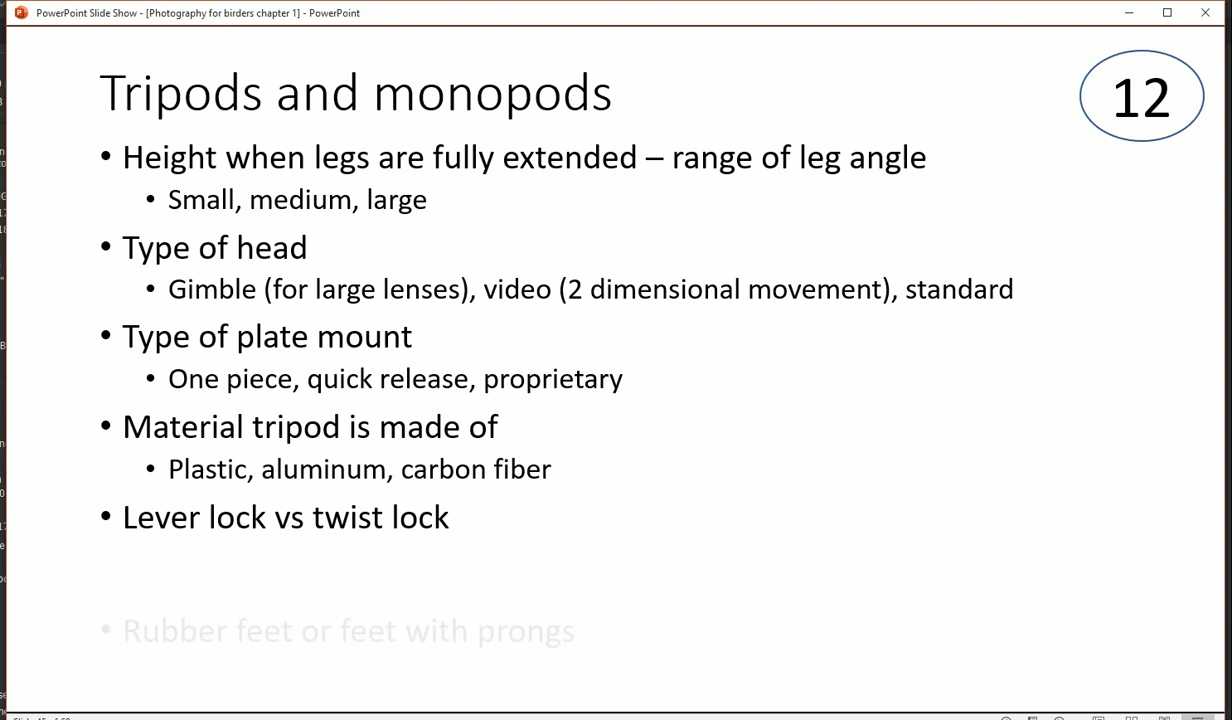 PowerPoint Slide Show - [Photography for birders chapter 1] - PowerPoint
Tripods and monopods
12
• Height when legs are fully extended – range of leg angle
• Small, medium, large
• Type of head
• Gimble (for large lenses), video (2 dimensional movement), standard
• Type of plate mount
• One piece, quick release, proprietary
• Material tripod is made of
• Plastic, aluminum, carbon fiber
• Lever lock vs twist lock
• Rubber feet or feet with prongs